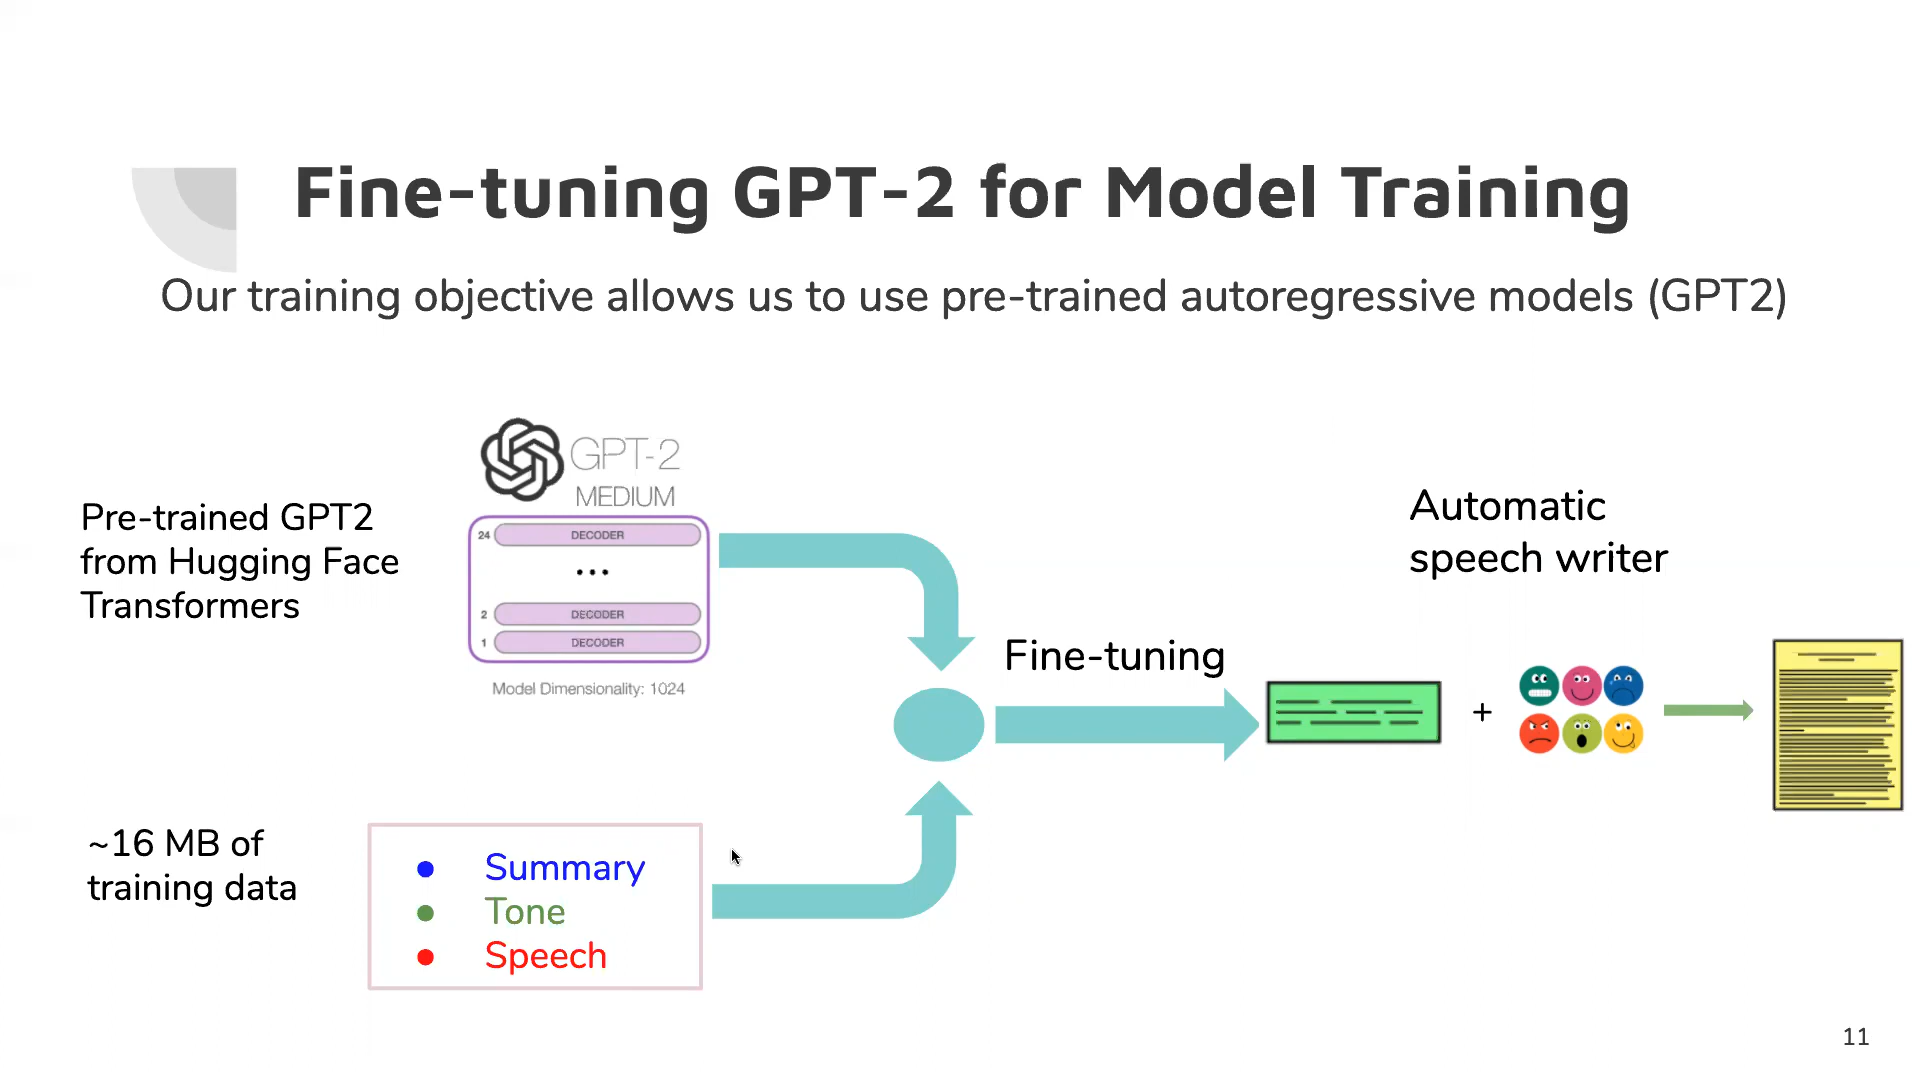 Fine-tuning GPT-2 for Model Training
Our training objective allows us to use pre-trained autoregressive models (GPT2)
GPT-2
MEDIUM
Pre-trained GPT2
from Hugging Face
Transformers
24 DECODER
...
2 DECODER
1 DECODER
Model Dimensionality: 1024
Automatic
speech writer
Fine-tuning
+
~16 MB of
training data
● Summary
● Tone
● Speech
11